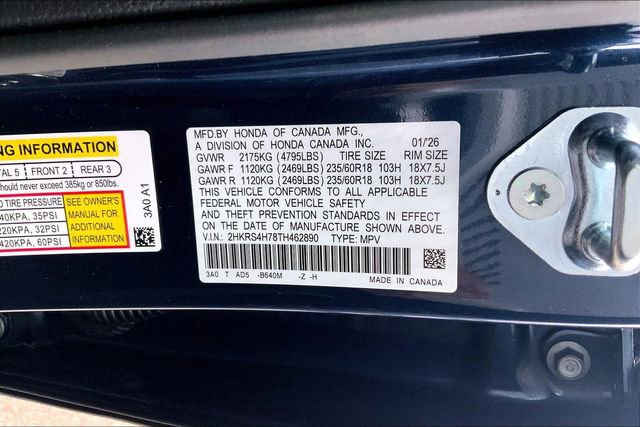 NG INFORMATION
TAL 5 FRONT 2 REAR 3
hould never exceed 385kg or 850lbs.
D TIRE PRESSURE
40KPA, 35PSI
220KPA, 32PSI
420KPA, 60PSI
SEE OWNER'S
MANUAL FOR
ADDITIONAL
INFORMATION
3A0 A1
MFD.BY HONDA OF CANADA MFG.,
A DIVISION OF HONDA CANADA INC. 01/26
GVWR 2175KG (4795LBS) TIRE SIZE RIM SIZE
GAWR F 1120KG (2469LBS) 235/60R18 103H 18X7.5J
GAWR R 1120KG (2469LBS) 235/60R18 103H 18X7.5J
THIS VEHICLE CONFORMS TO ALL APPLICABLE
FEDERAL MOTOR VEHICLE SAFETY
AND THEFT PREVENTION STANDARDS IN EFFECT
ON THE DATE OF MANUFACTURE SHOWN ABOVE.
V.I.N.: 2HKRS4H78TH462890 TYPE: MPV
3A0 T AD5 -B640M -Z -H
MADE IN CANADA